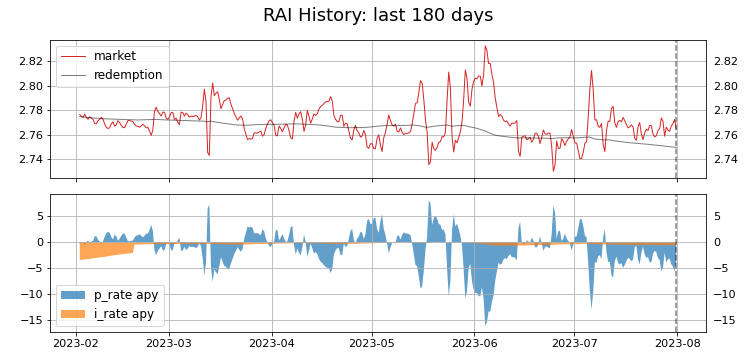 RAI History: last 180 days
2.82 2.82
2.80 2.80
2.78 2.78
2.76 2.76
2.74 2.74
market
redemption
5 5
0 0
−5 −5
−10 −10
−15 −15
p_rate apy
i_rate apy
2023-02 2023-03 2023-04 2023-05 2023-06 2023-07 2023-08